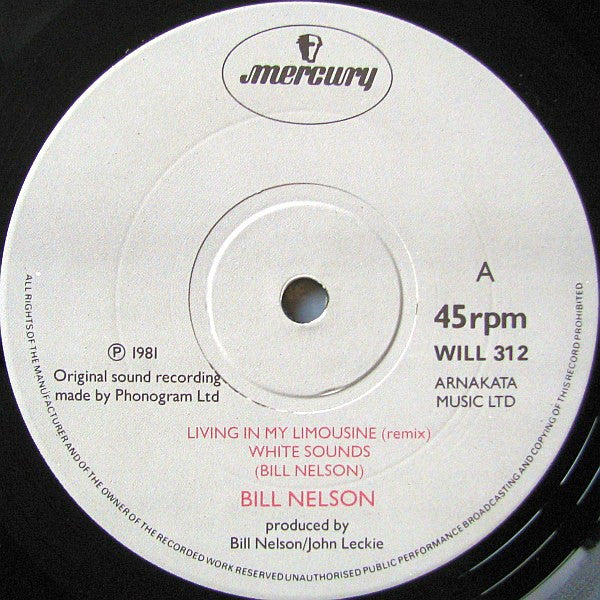 mercury
A
45rpm
WILL 312
ARNAKATA
MUSIC LTD
℗ 1981
Original sound recording
made by Phonogram Ltd
LIVING IN MY LIMOUSINE (remix)
WHITE SOUNDS
(BILL NELSON)
BILL NELSON
produced by
Bill Nelson/John Leckie
ALL RIGHTS OF THE MANUFACTURER AND OF THE OWNER OF THE RECORDED WORK RESERVED UNAUTHORISED PUBLIC PERFORMANCE BROADCASTING AND COPYING OF THIS RECORD PROHIBITED